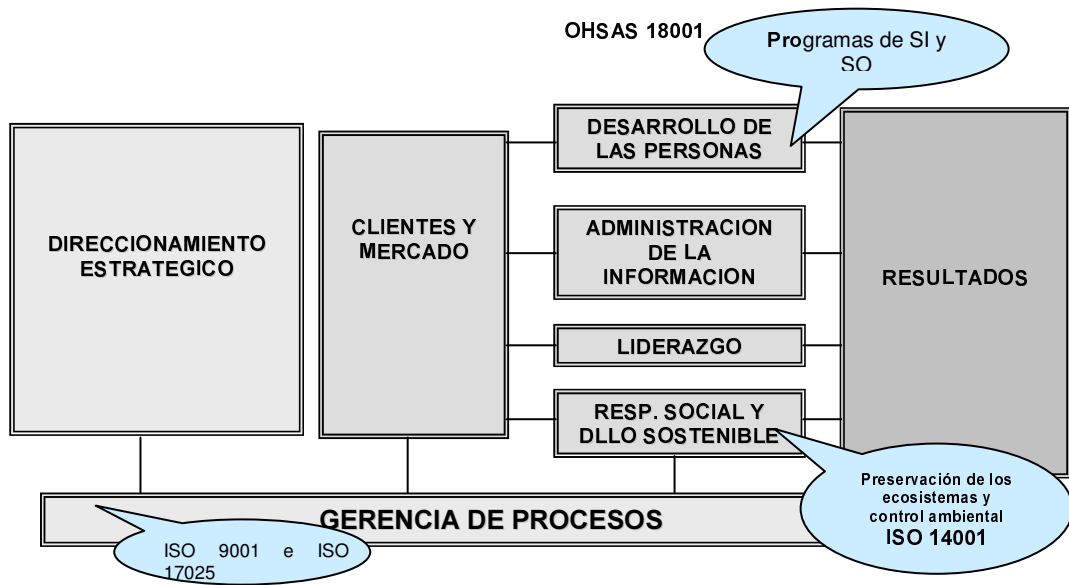 OHSAS 18001
Programas de SI y
SO
DESARROLLO DE
LAS PERSONAS
DIRECCIONAMIENTO
ESTRATEGICO
CLIENTES Y
MERCADO
ADMINISTRACION
DE LA
INFORMACION
RESULTADOS
LIDERAZGO
RESP. SOCIAL Y
DLLO SOSTENIBLE
Preservación de los
ecosistemas y
control ambiental
ISO 14001
GERENCIA DE PROCESOS
ISO 9001 e ISO
17025